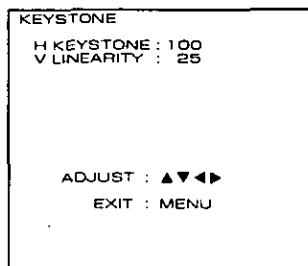 KEYSTONE
H KEYSTONE : 100
V LINEARITY : 25
ADJUST : ▲▼◀▶
EXIT : MENU